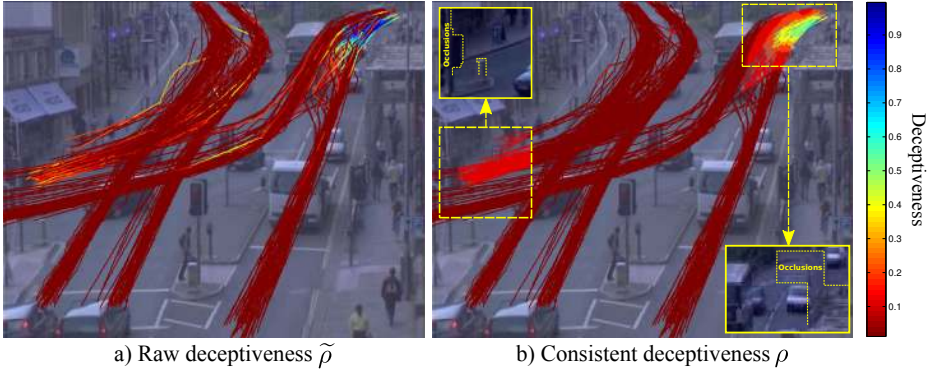 Occlusions
Occlusions
0.9
0.8
0.7
0.6
0.5
0.4
0.3
0.2
0.1
Deceptiveness
a) Raw deceptiveness ρ̃
b) Consistent deceptiveness ρ